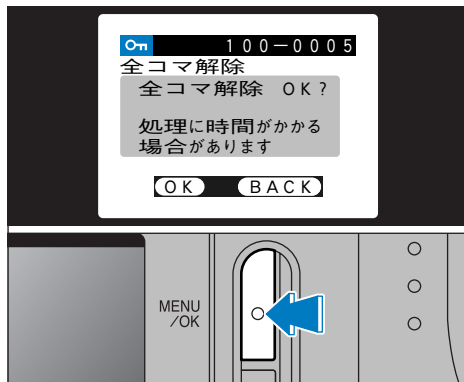 100-0005
全コマ解除
全コマ解除 OK?
処理に時間がかかる
場合があります
OK BACK
MENU
/OK